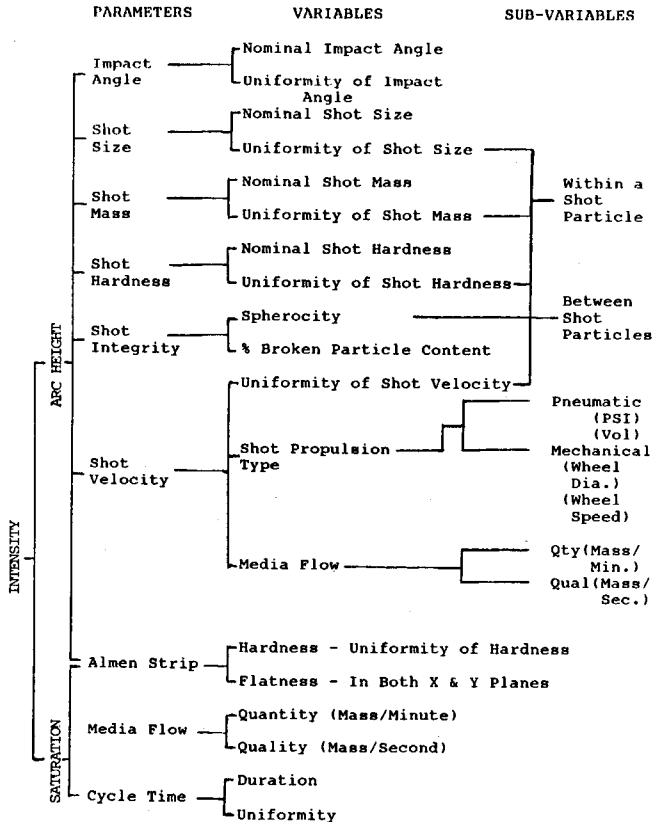 PARAMETERS VARIABLES SUB-VARIABLES
Nominal Impact Angle
Impact
Angle
Uniformity of Impact
Angle
Nominal Shot Size
Shot
Size
Uniformity of Shot Size
Nominal Shot Mass
Shot
Mass
Uniformity of Shot Mass
Within a
Shot
Particle
Nominal Shot Hardness
Shot
Hardness
Uniformity of Shot Hardness
Spherocity
Shot
Integrity
% Broken Particle Content
Between
Shot
Particles
ARC HEIGHT
Uniformity of Shot Velocity
Shot
Velocity
Shot Propulsion
Type
Pneumatic
(PSI)
(Vol)
Mechanical
(Wheel
Dia.)
(Wheel
Speed)
Media Flow
Qty(Mass/
Min.)
Qual(Mass/
Sec.)
INTENSITY
Almen Strip
Hardness - Uniformity of Hardness
Flatness - In Both X & Y Planes
Media Flow
Quantity (Mass/Minute)
Quality (Mass/Second)
SATURATION
Cycle Time
Duration
Uniformity